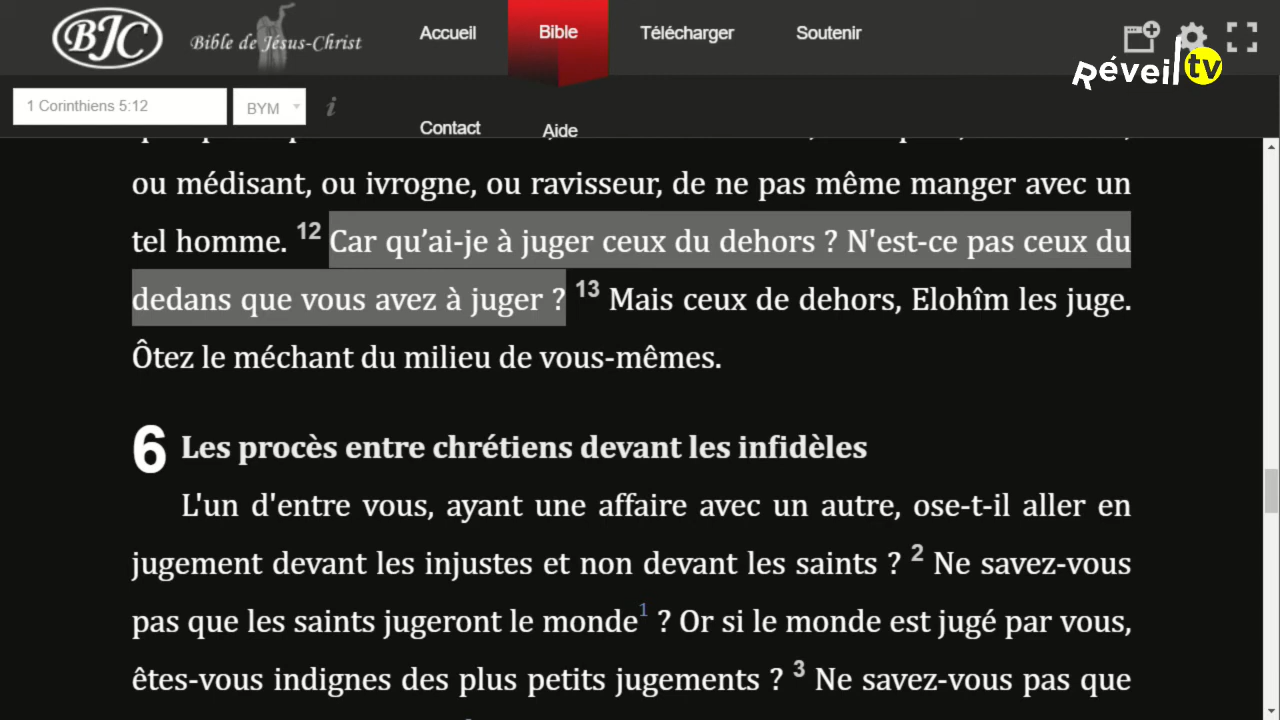 BJC
Bible de Jésus-Christ
Accueil
Bible
Télécharger
Soutenir
Réveil tv
1 Corinthiens 5:12
BYM
i
Contact
Aide
ou médisant, ou ivrogne, ou ravisseur, de ne pas même manger avec un
tel homme. 12 Car qu’ai-je à juger ceux du dehors ? N'est-ce pas ceux du
dedans que vous avez à juger ? 13 Mais ceux de dehors, Elohîm les juge.
Ôtez le méchant du milieu de vous-mêmes.
6 Les procès entre chrétiens devant les infidèles
L'un d'entre vous, ayant une affaire avec un autre, ose-t-il aller en
jugement devant les injustes et non devant les saints ? 2 Ne savez-vous
pas que les saints jugeront le monde1 ? Or si le monde est jugé par vous,
êtes-vous indignes des plus petits jugements ? 3 Ne savez-vous pas que